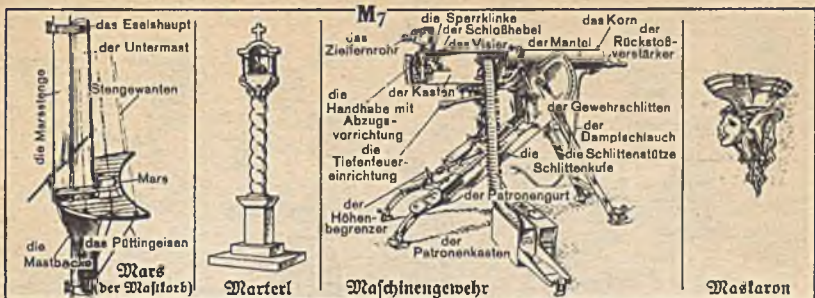 M7
das Eselshaupt
der Untermast
Stengewanten
die Marsstenge
Mars
die
Mastbacke
das Püttingeisen
Mars
(der Mastkorb)
Marterl
die Sperrklinke
das
Zielfernrohr
der Schloßhebel
das Visier
der Mantel
das Korn
der
Rückstoß-
verstärker
der Kasten
die
Handhabe mit
Abzugs-
vorrichtung
die
Tiefenfeuer-
einrichtung
der Gewehrschlitten
der
Dampfschlauch
die
Schlittenkufe
die Schlittenstütze
der Patronengurt
der
Höhen-
begrenzer
der
Patronenkasten
Maschinengewehr
Maskaron